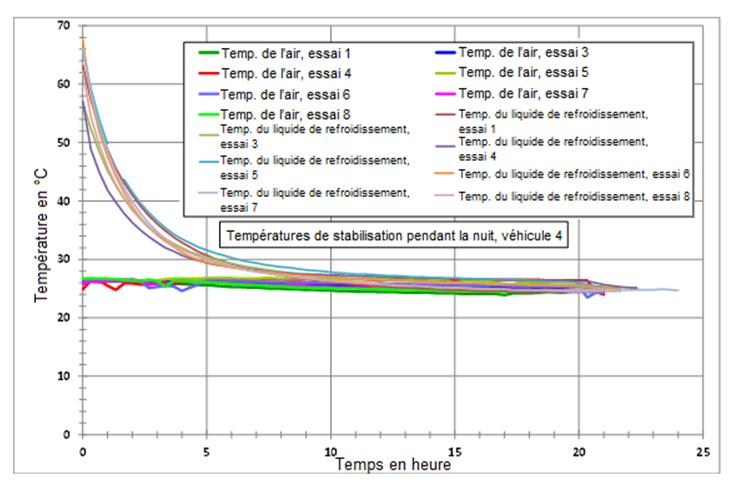 70
60
50
40
30
20
10
0
0
5
10
15
20
25
Température en °C
Temps en heure
Temp. de l'air, essai 1
Temp. de l'air, essai 3
Temp. de l'air, essai 4
Temp. de l'air, essai 5
Temp. de l'air, essai 6
Temp. de l'air, essai 7
Temp. de l'air, essai 8
Temp. du liquide de refroidissement,
essai 1
Temp. du liquide de refroidissement,
essai 3
Temp. du liquide de refroidissement,
essai 4
Temp. du liquide de refroidissement,
essai 5
Temp. du liquide de refroidissement, essai 6
Temp. du liquide de refroidissement,
essai 7
Temp. du liquide de refroidissement, essai 8
Températures de stabilisation pendant la nuit, véhicule 4